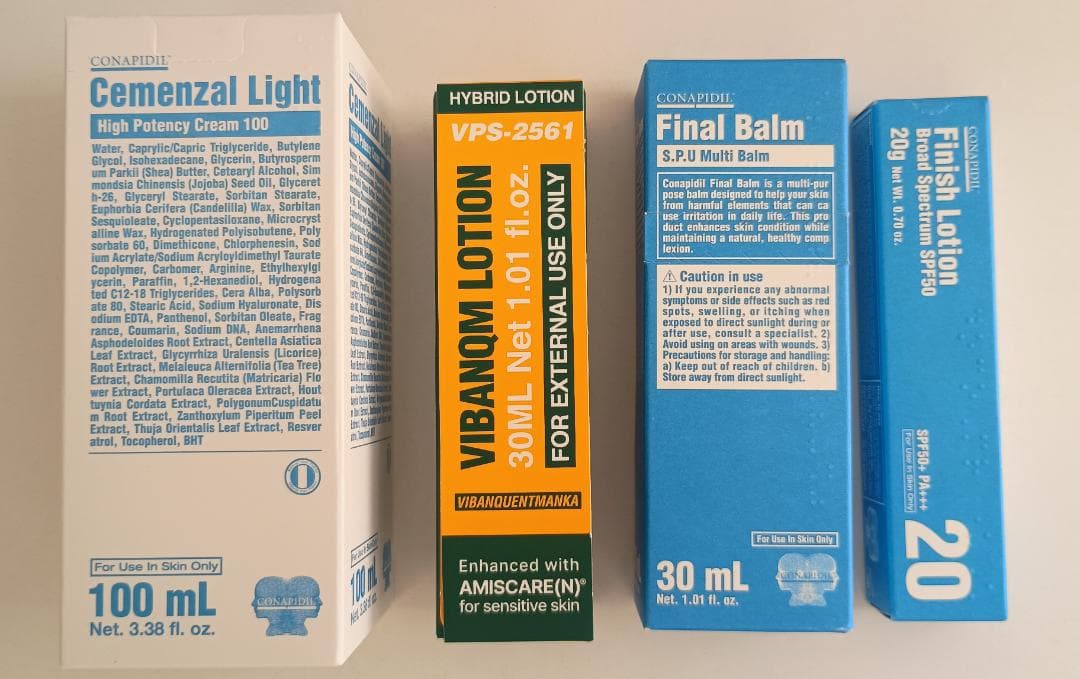 CONAPIDIL™
Cemenzal Light
High Potency Cream 100
Water, Caprylic/Capric Triglyceride, Butylene
Glycol, Isohexadecane, Glycerin, Butyrosperm
um Parkii (Shea) Butter, Cetearyl Alcohol, Sim
mondsia Chinensis (Jojoba) Seed Oil, Glyceret
h-26, Glyceryl Stearate, Sorbitan Stearate,
Euphorbia Cerifera (Candelilla) Wax, Sorbitan
Sesquioleate, Cyclopentasiloxane, Microcryst
alline Wax, Hydrogenated Polyisobutene, Poly
sorbate 60, Dimethicone, Chlorphenesin, Sod
ium Acrylate/Sodium Acryloyldimethyl Taurate
Copolymer, Carbomer, Arginine, Ethylhexylgl
ycerin, Paraffin, 1,2-Hexanediol, Hydrogena
ted C12-18 Triglycerides, Cera Alba, Polysorb
ate 80, Stearic Acid, Sodium Hyaluronate, Dis
odium EDTA, Panthenol, Sorbitan Oleate, Frag
rance, Coumarin, Sodium DNA, Anemarrhena
Asphodeloides Root Extract, Centella Asiatica
Leaf Extract, Glycyrrhiza Uralensis (Licorice)
Root Extract, Melaleuca Alternifolia (Tea Tree)
Extract, Chamomilla Recutita (Matricaria) Flo
wer Extract, Portulaca Oleracea Extract, Hout
tuynia Cordata Extract, PolygonumCuspidatu
m Root Extract, Zanthoxylum Piperitum Peel
Extract, Thuja Orientalis Leaf Extract, Resver
atrol, Tocopherol, BHT
For Use In Skin Only
100 mL
Net. 3.38 fl. oz.
CONAPIDIL
100 mL
HYBRID LOTION
VPS-2561
VIBANQM LOTION
30ML Net 1.01 fl.oz.
FOR EXTERNAL USE ONLY
VIBANQUENTMANKA
Enhanced with
AMISCARE(N)®
for sensitive skin
CONAPIDIL™
Final Balm
S.P.U Multi Balm
Conapidil Final Balm is a multi-pur
pose balm designed to help your skin
from harmful elements that can ca
use irritation in daily life. This pro
duct enhances skin condition while
maintaining a natural, healthy comp
lexion.
⚠ Caution in use
1) If you experience any abnormal
symptoms or side effects such as red
spots, swelling, or itching when
exposed to direct sunlight during or
after use, consult a specialist. 2)
Avoid using on areas with wounds. 3)
Precautions for storage and handling:
a) Keep out of reach of children. b)
Store away from direct sunlight.
For Use In Skin Only
30 mL
Net. 1.01 fl. oz.
CONAPIDIL
CONAPIDIL
Finish Lotion
Broad Spectrum SPF50
20g Net Wt. 0.70 oz.
SPF50+ PA+++
For Use In Skin Only
20